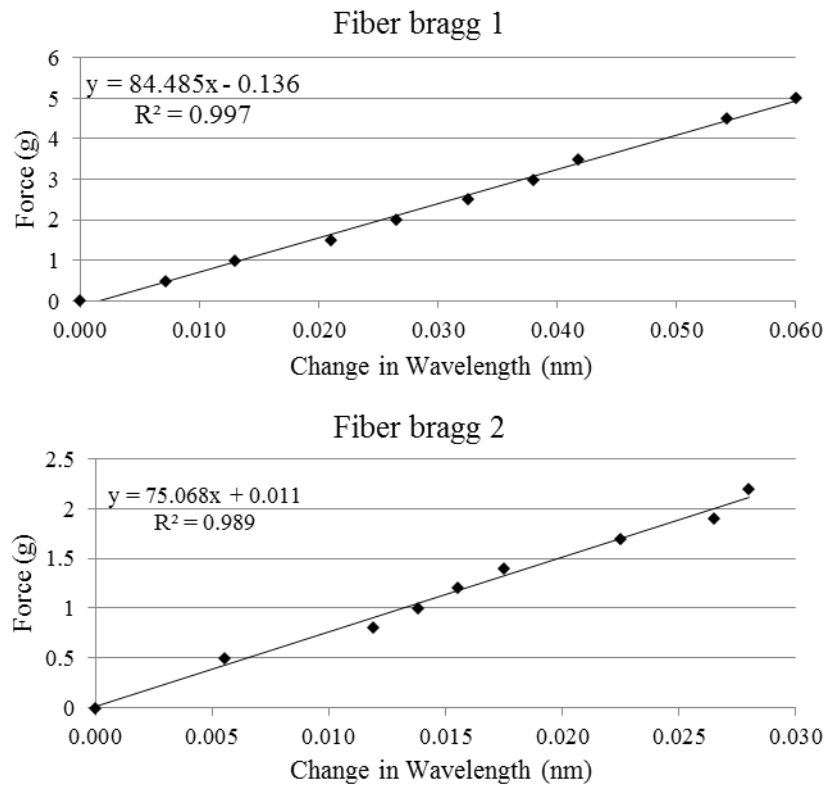 Fiber bragg 1
y = 84.485x - 0.136
R² = 0.997
Force (g)
6
5
4
3
2
1
0
0.000 0.010 0.020 0.030 0.040 0.050 0.060
Change in Wavelength (nm)
Fiber bragg 2
y = 75.068x + 0.011
R² = 0.989
Force (g)
2.5
2
1.5
1
0.5
0
0.000 0.005 0.010 0.015 0.020 0.025 0.030
Change in Wavelength (nm)